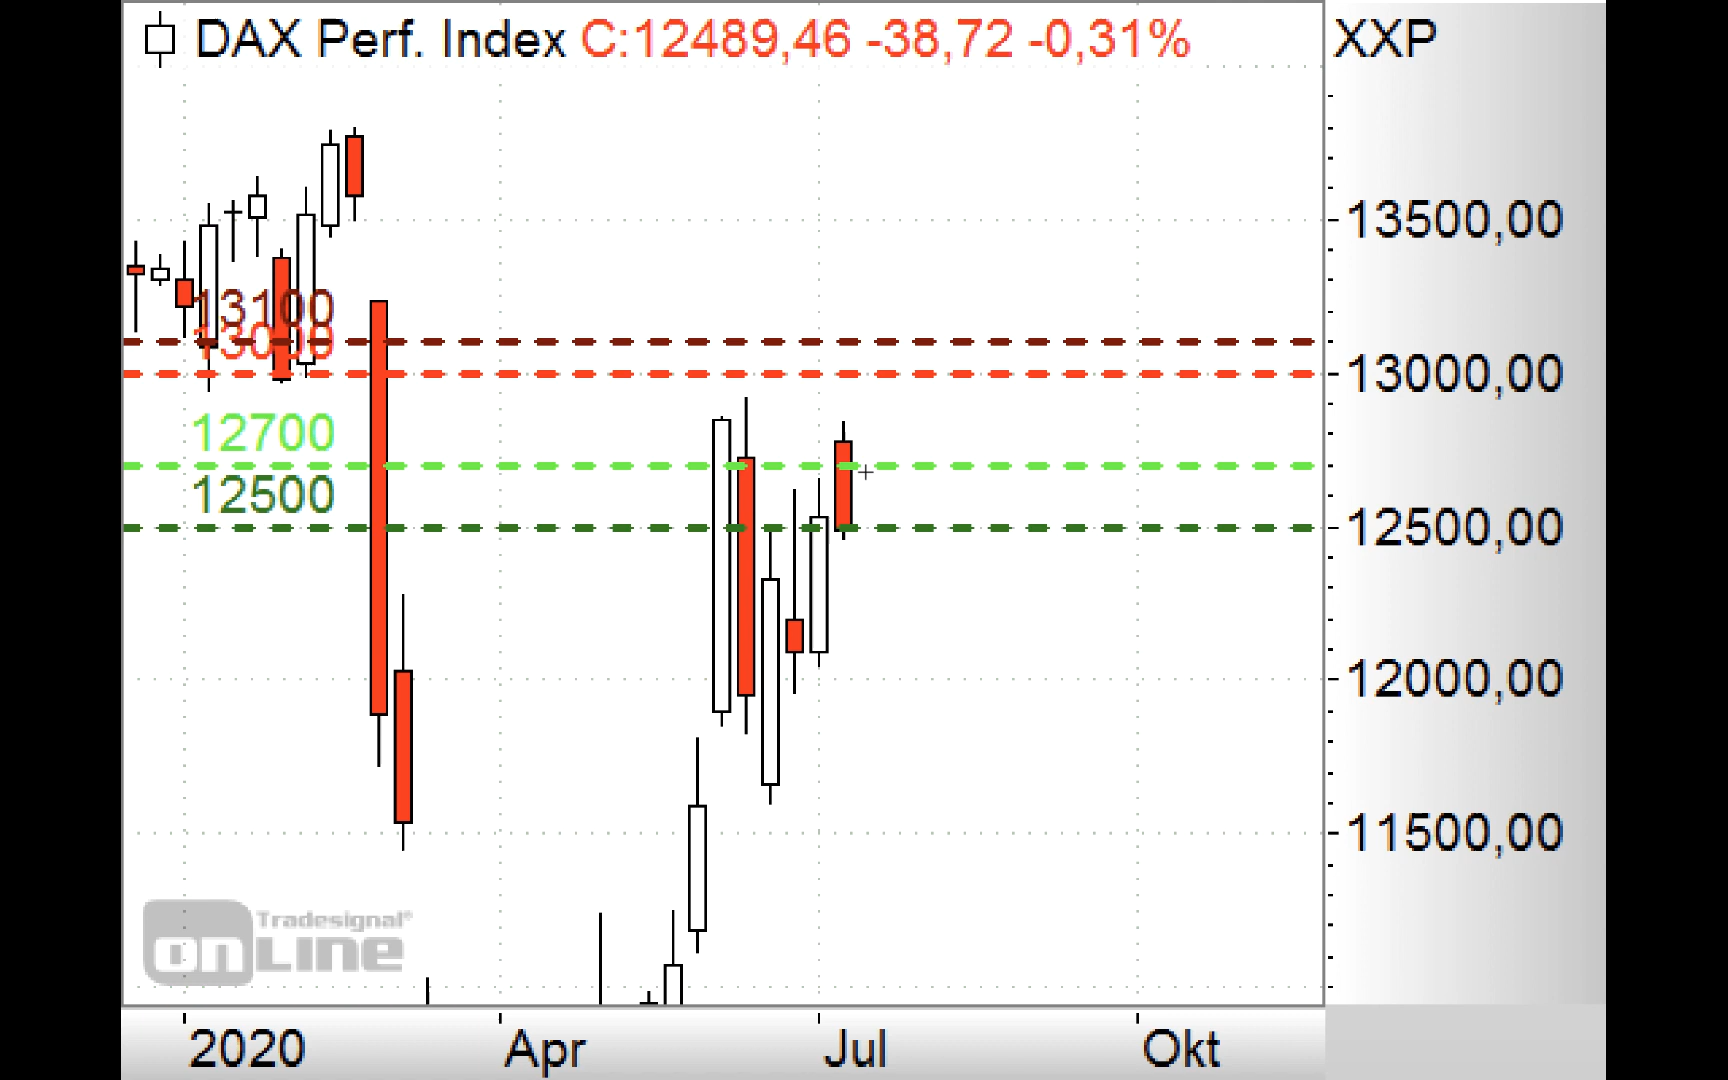 DAX Perf. Index C:12489,46 -38,72 -0,31%
XXP
13500,00
13100
13000
13000,00
12700
12500
12500,00
12000,00
11500,00
Tradesignal®
onLine
2020 Apr Jul Okt